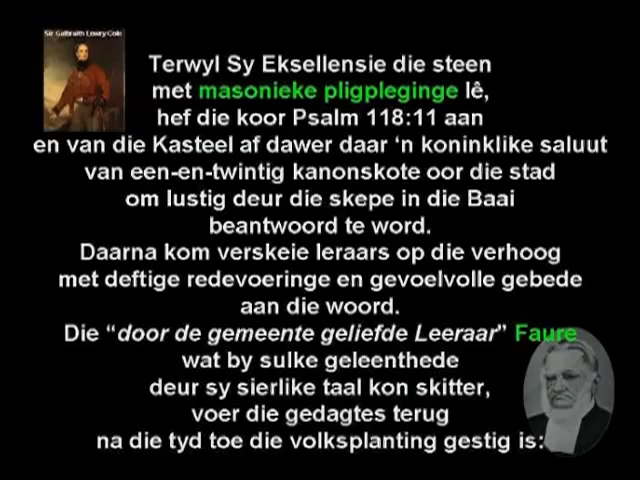 Sir Galbraith Lowry Cole
Terwyl Sy Eksellensie die steen
met masonieke pligpleginge lê,
hef die koor Psalm 118:11 aan
en van die Kasteel af dawer daar ‘n koninklike saluut
van een-en-twintig kanonskote oor die stad
om lustig deur die skepe in die Baai
beantwoord te word.
Daarna kom verskeie leraars op die verhoog
met deftige redevoeringe en gevoelvolle gebede
aan die woord.
Die “door de gemeente geliefde Leeraar” Faure
wat by sulke geleenthede
deur sy sierlike taal kon skitter,
voer die gedagtes terug
na die tyd toe die volksplanting gestig is: